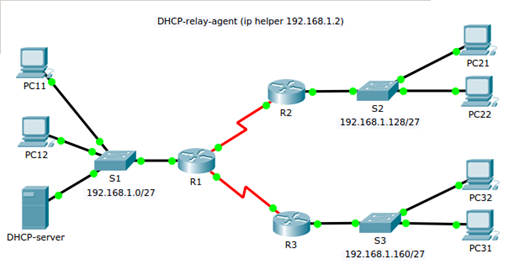 DHCP-relay-agent (ip helper 192.168.1.2)
PC11
PC12
DHCP-server
S1
192.168.1.0/27
R1
R2
S2
192.168.1.128/27
PC21
PC22
R3
S3
192.168.1.160/27
PC32
PC31